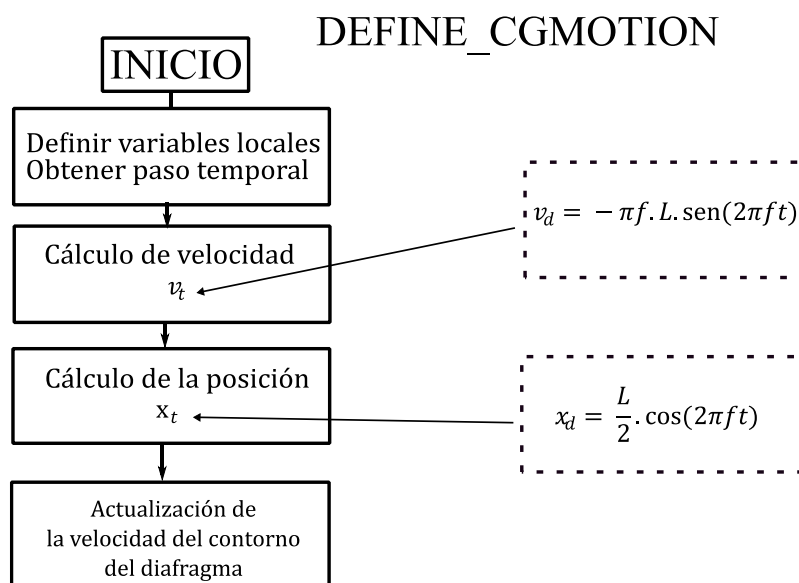 DEFINE_CGMOTION
INICIO
Definir variables locales
Obtener paso temporal
Cálculo de velocidad
v_t
v_d = − πf. L. sen(2πft)
Cálculo de la posición
x_t
x_d = L/2 . cos(2πft)
Actualización de
la velocidad del contorno
del diafragma